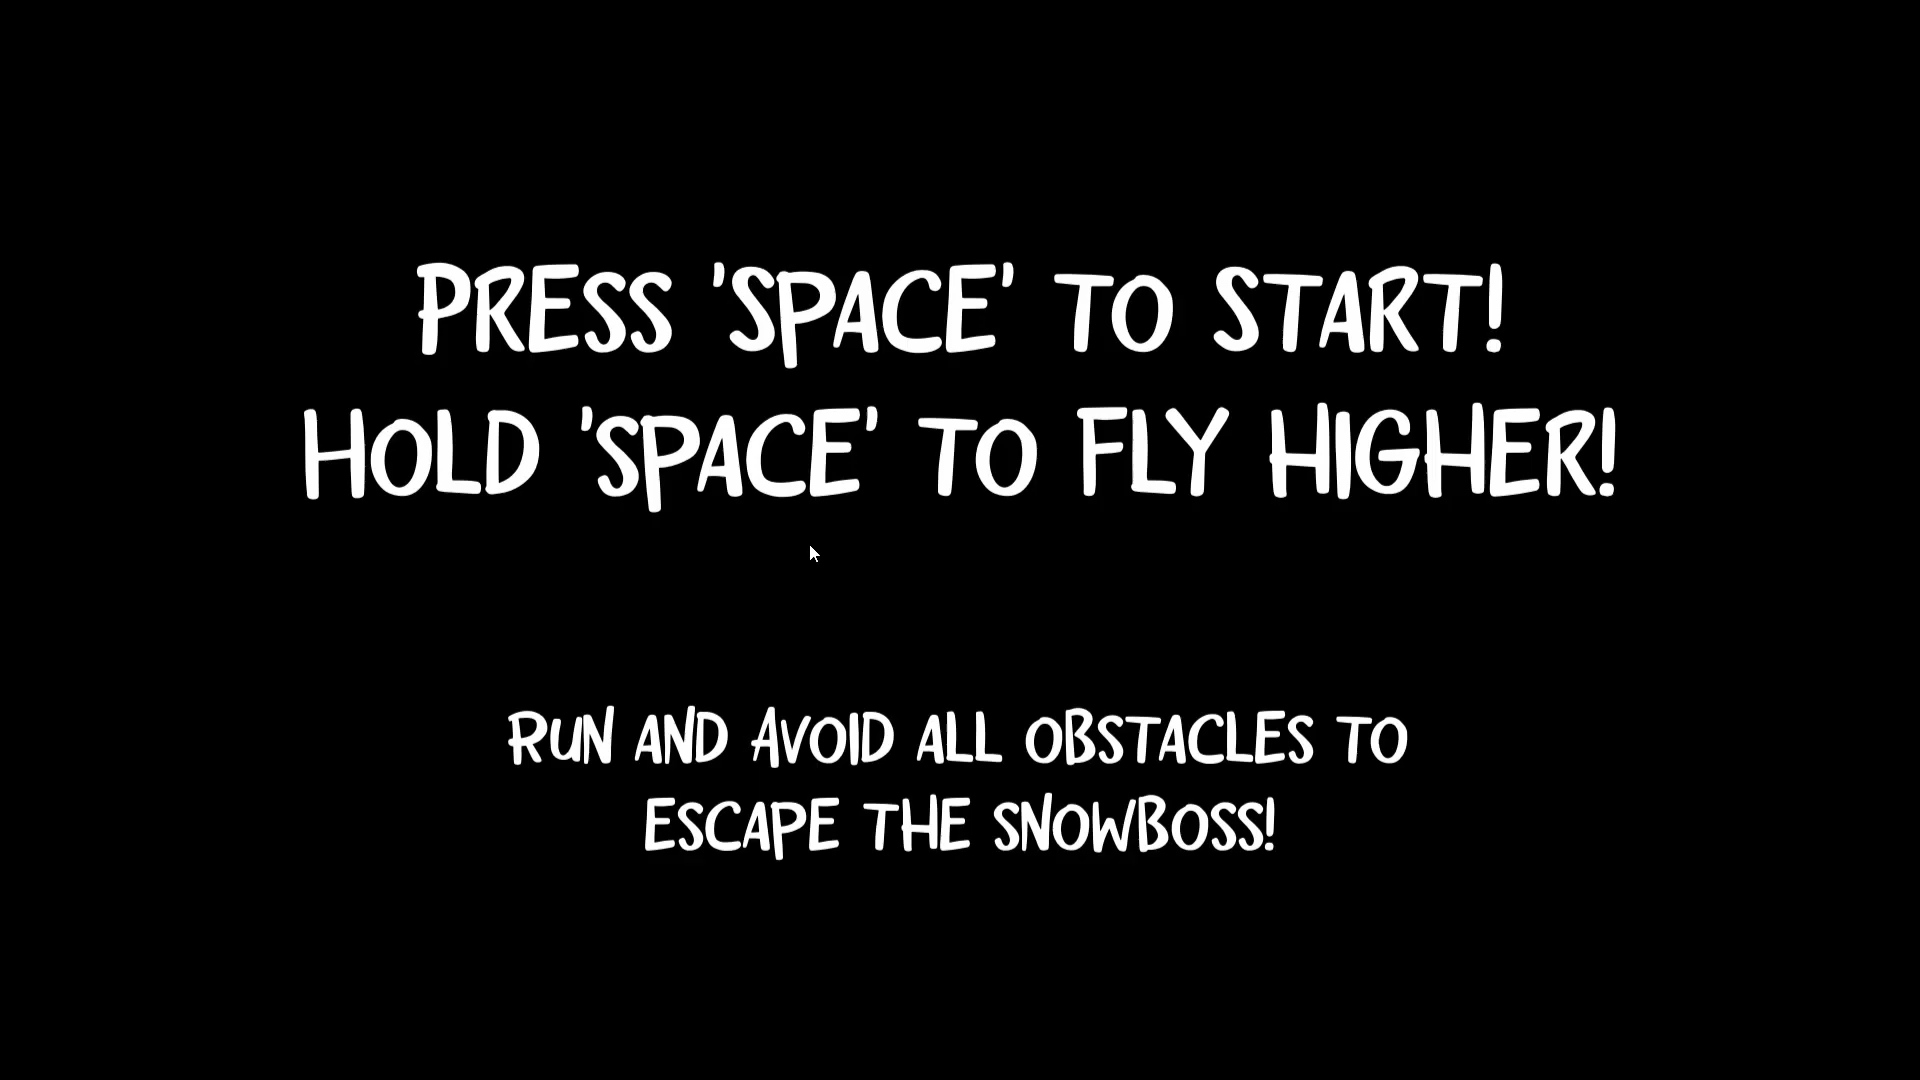 PRESS 'SPACE' TO START!
HOLD 'SPACE' TO FLY HIGHER!
RUN AND AVOID ALL OBSTACLES TO
ESCAPE THE SNOWBOSS!